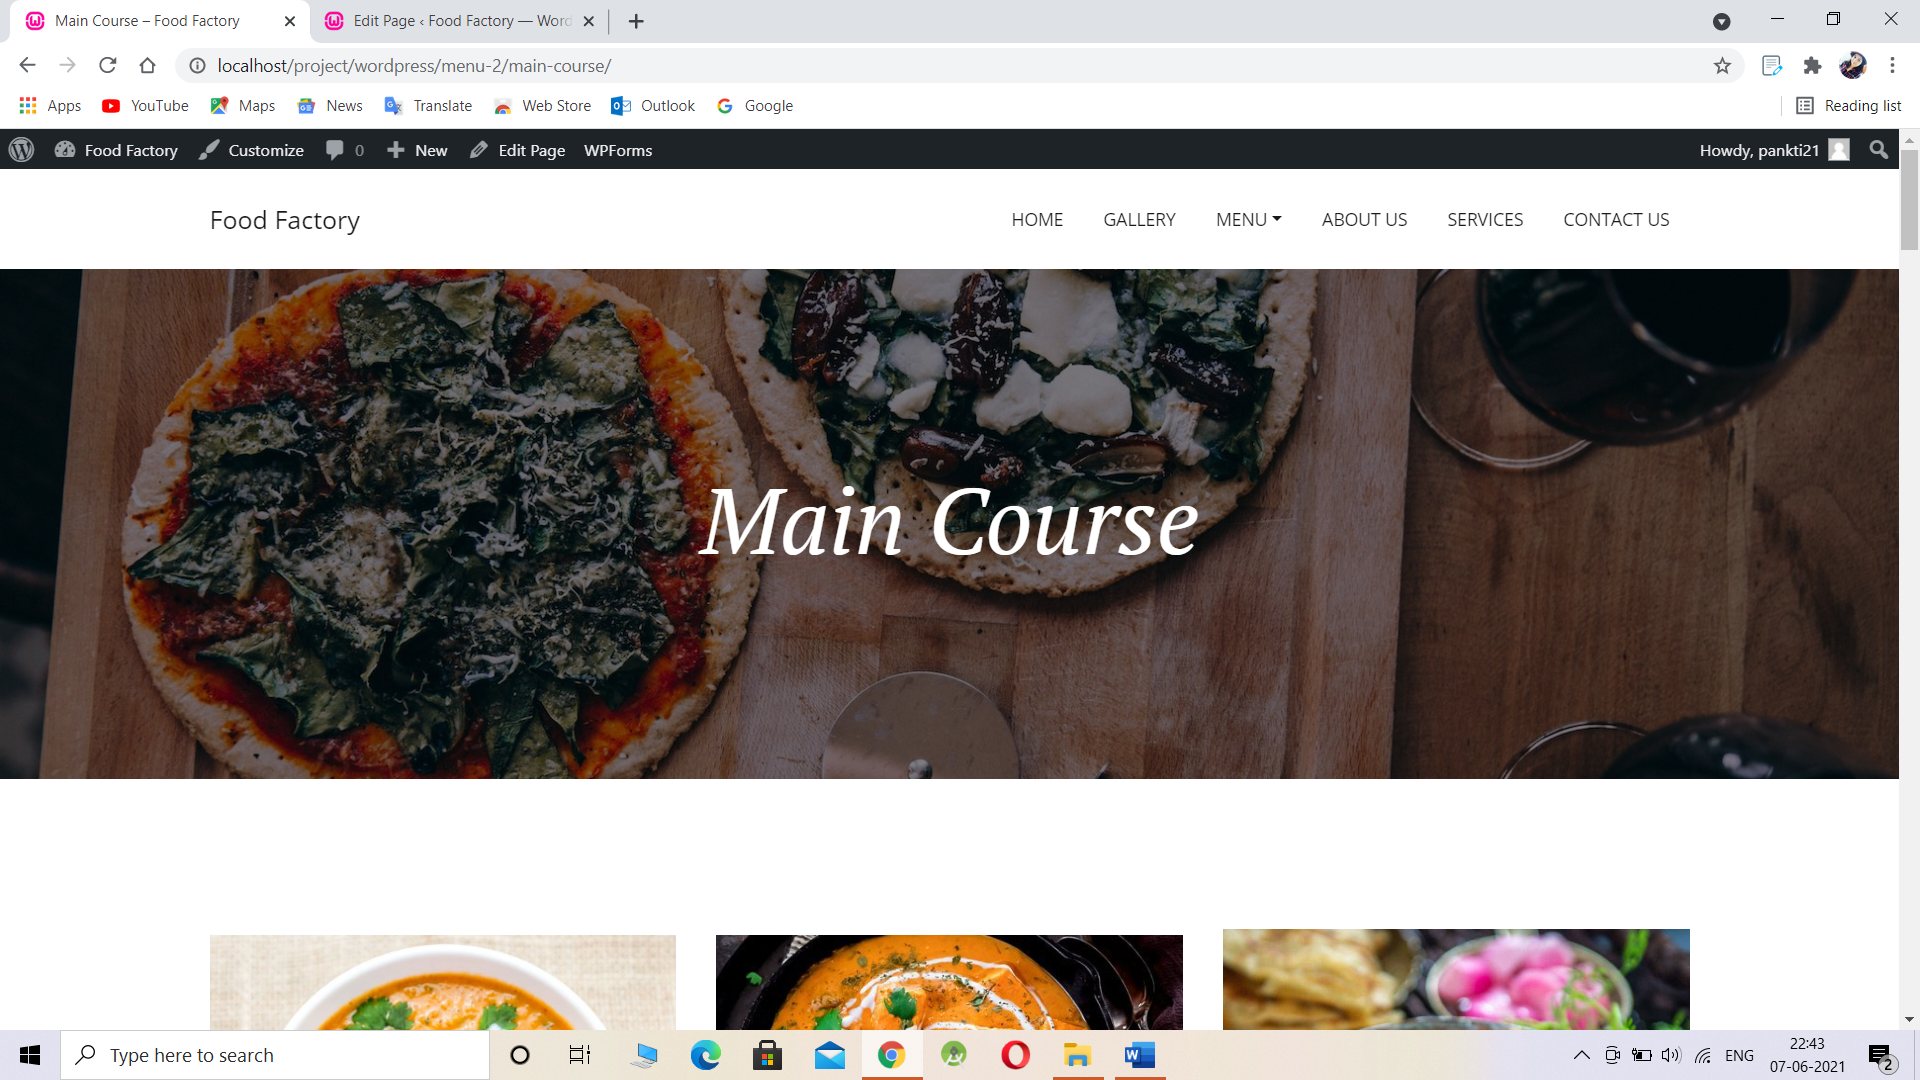 Main Course – Food Factory
Edit Page ‹ Food Factory — Word
localhost/project/wordpress/menu-2/main-course/
Apps YouTube Maps News Translate Web Store Outlook Google Reading list
Food Factory Customize 0 New Edit Page WPForms Howdy, pankti21
Food Factory HOME GALLERY MENU ABOUT US SERVICES CONTACT US
Main Course
Type here to search
ENG
22:43
07-06-2021
2